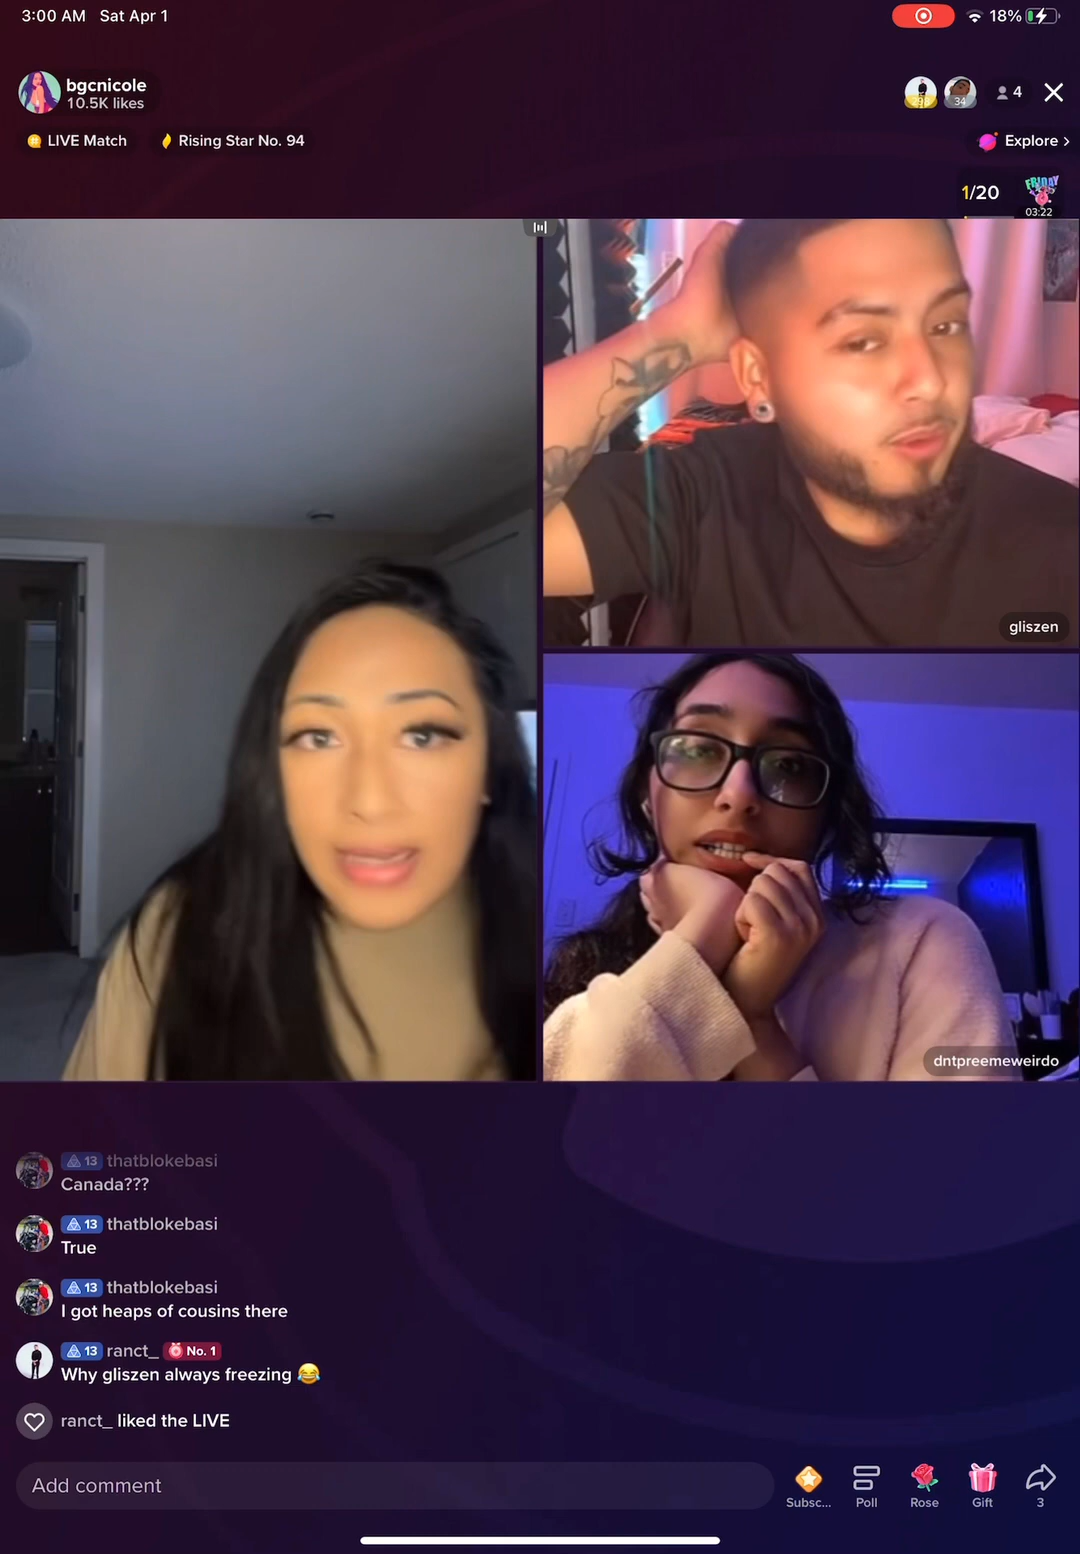 3:00 AM Sat Apr 1
18%
bgcnicole
10.5K likes
34
4
LIVE Match
Rising Star No. 94
Explore >
1/20
FRIDAY
03:22
gliszen
dntpreemeweirdo
13 thatblokebasi
Canada???
13 thatblokebasi
True
13 thatblokebasi
I got heaps of cousins there
13 ranct_ No. 1
Why gliszen always freezing 😂
ranct_ liked the LIVE
Add comment
Subsc...
Poll
Rose
Gift
3